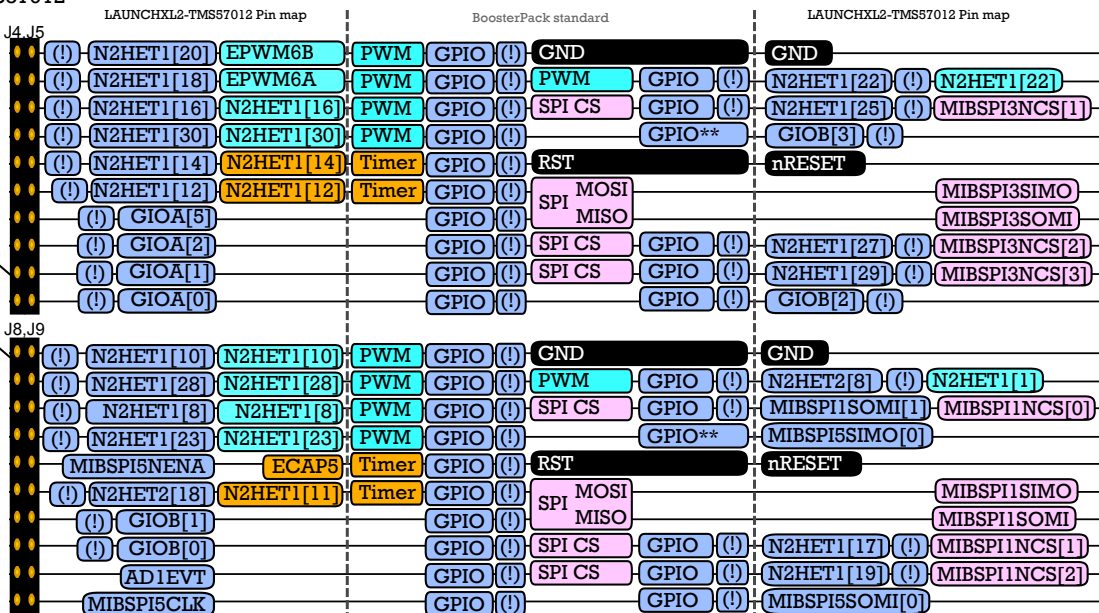 LAUNCHXL2-TMS57012 Pin map BoosterPack standard LAUNCHXL2-TMS57012 Pin map
J4,J5
(!) N2HET1[20] EPWM6B PWM GPIO (!) GND GND
(!) N2HET1[18] EPWM6A PWM GPIO (!) PWM GPIO (!) N2HET1[22] (!) N2HET1[22]
(!) N2HET1[16] N2HET1[16] PWM GPIO (!) SPI CS GPIO (!) N2HET1[25] (!) MIBSPI3NCS[1]
(!) N2HET1[30] N2HET1[30] PWM GPIO (!) GPIO** GIOB[3] (!)
(!) N2HET1[14] N2HET1[14] Timer GPIO (!) RST nRESET
(!) N2HET1[12] N2HET1[12] Timer GPIO (!) SPI MOSI MIBSPI3SIMO
(!) GIOA[5] GPIO (!) MISO MIBSPI3SOMI
(!) GIOA[2] GPIO (!) SPI CS GPIO (!) N2HET1[27] (!) MIBSPI3NCS[2]
(!) GIOA[1] GPIO (!) SPI CS GPIO (!) N2HET1[29] (!) MIBSPI3NCS[3]
(!) GIOA[0] GPIO (!) GPIO (!) GIOB[2] (!)
J8,J9
(!) N2HET1[10] N2HET1[10] PWM GPIO (!) GND GND
(!) N2HET1[28] N2HET1[28] PWM GPIO (!) PWM GPIO (!) N2HET2[8] (!) N2HET1[1]
(!) N2HET1[8] N2HET1[8] PWM GPIO (!) SPI CS GPIO (!) MIBSPI1SOMI[1] MIBSPI1NCS[0]
(!) N2HET1[23] N2HET1[23] PWM GPIO (!) GPIO** MIBSPI5SIMO[0]
MIBSPI5NENA ECAP5 Timer GPIO (!) RST nRESET
(!) N2HET2[18] N2HET1[11] Timer GPIO (!) SPI MOSI MIBSPI1SIMO
(!) GIOB[1] GPIO (!) MISO MIBSPI1SOMI
(!) GIOB[0] GPIO (!) SPI CS GPIO (!) N2HET1[17] (!) MIBSPI1NCS[1]
AD1EVT GPIO (!) SPI CS GPIO (!) N2HET1[19] (!) MIBSPI1NCS[2]
MIBSPI5CLK GPIO (!) GPIO (!) MIBSPI5SOMI[0]